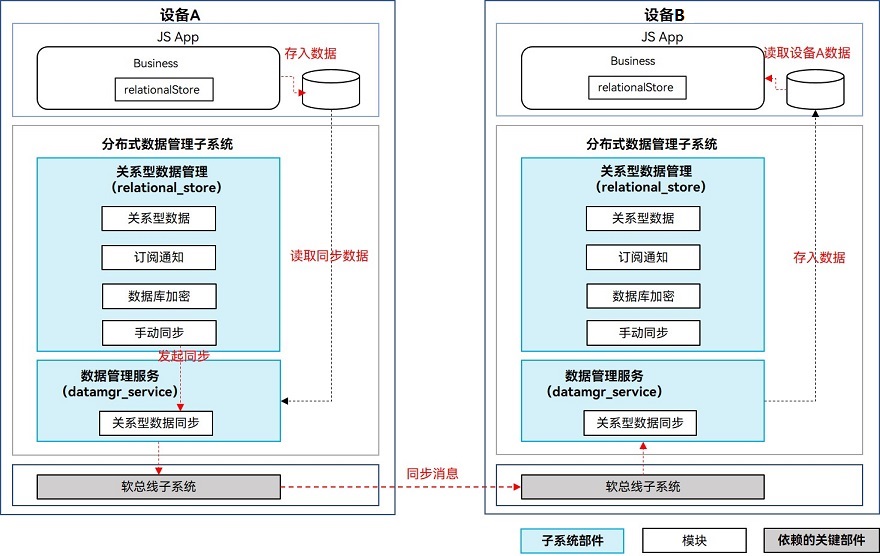 设备A
JS App
Business
relationalStore
存入数据
分布式数据管理子系统
关系型数据管理
（relational_store）
关系型数据
订阅通知
数据库加密
手动同步
读取同步数据
发起同步
数据管理服务
（datamgr_service）
关系型数据同步
软总线子系统
同步消息
设备B
JS App
Business
relationalStore
读取设备A数据
分布式数据管理子系统
关系型数据管理
（relational_store）
关系型数据
订阅通知
数据库加密
手动同步
存入数据
数据管理服务
（datamgr_service）
关系型数据同步
软总线子系统
子系统部件
模块
依赖的关键部件